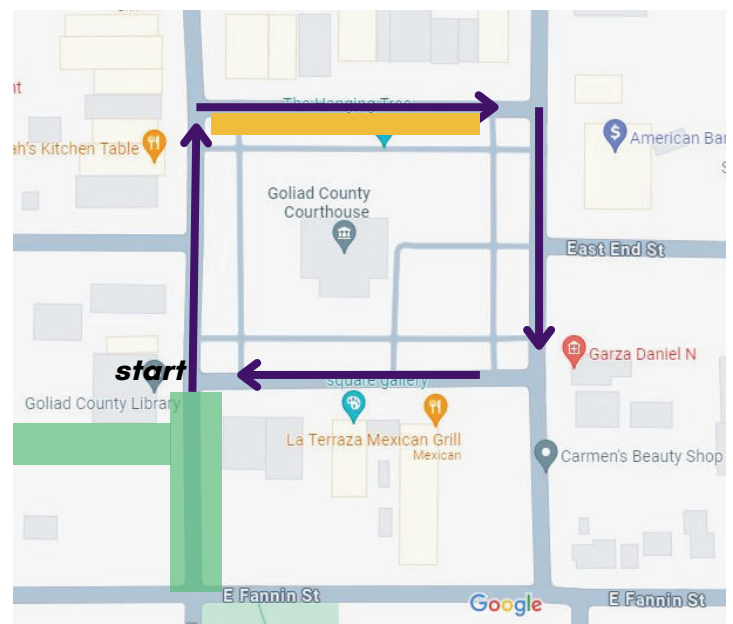 nt
The Hanging Tree
ah's Kitchen Table
American Ba
Goliad County
Courthouse
East End St
start
Garza Daniel N
Goliad County Library
square gallery
La Terraza Mexican Grill
Mexican
Carmen's Beauty Shop
E Fannin St
Google
E Fannin St